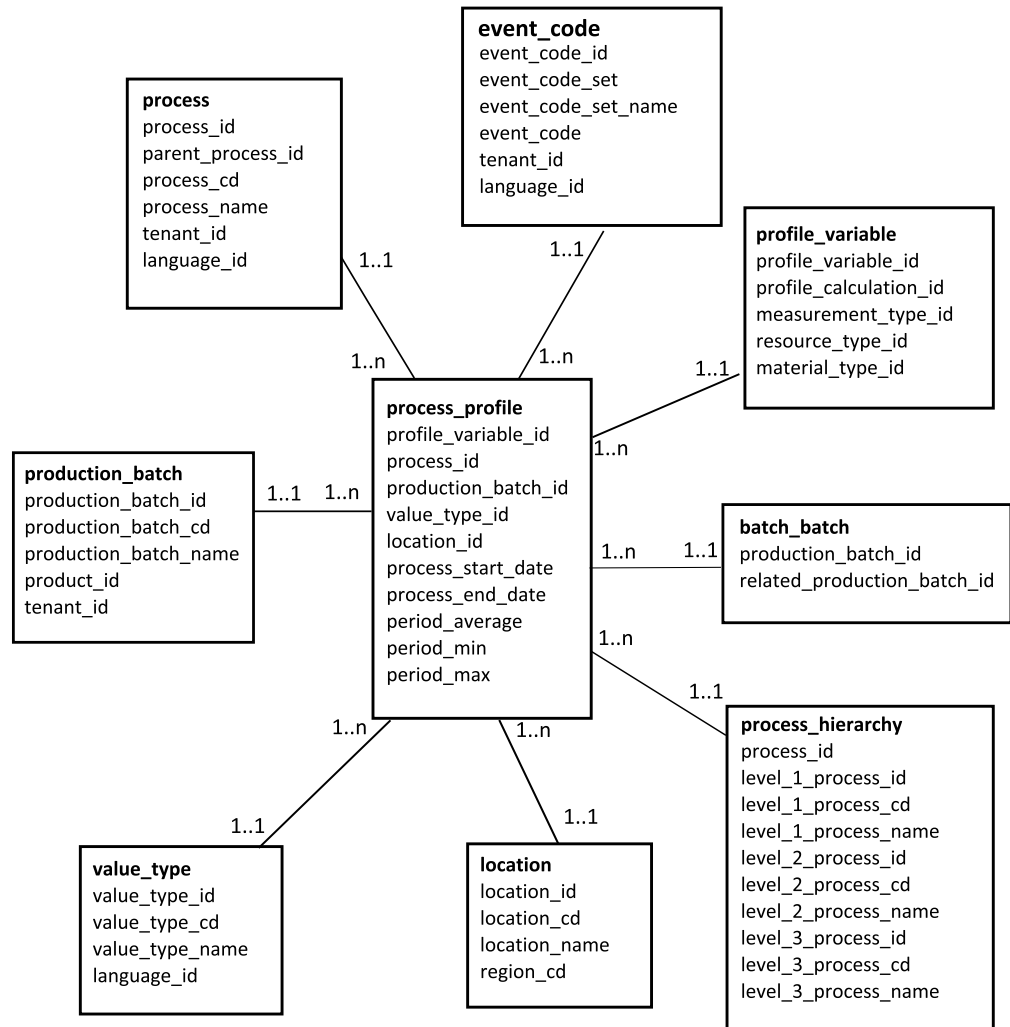 event_code
event_code_id
event_code_set
event_code_set_name
event_code
tenant_id
language_id
process
process_id
parent_process_id
process_cd
process_name
tenant_id
language_id
profile_variable
profile_variable_id
profile_calculation_id
measurement_type_id
resource_type_id
material_type_id
1..1
1..1
1..n
1..n
1..1
1..n
process_profile
profile_variable_id
process_id
production_batch_id
value_type_id
location_id
process_start_date
process_end_date
period_average
period_min
period_max
production_batch
production_batch_id
production_batch_cd
production_batch_name
product_id
tenant_id
1..1
1..n
1..n
1..1
batch_batch
production_batch_id
related_production_batch_id
1..n
1..1
process_hierarchy
process_id
level_1_process_id
level_1_process_cd
level_1_process_name
level_2_process_id
level_2_process_cd
level_2_process_name
level_3_process_id
level_3_process_cd
level_3_process_name
1..n
1..n
1..1
1..1
value_type
value_type_id
value_type_cd
value_type_name
language_id
location
location_id
location_cd
location_name
region_cd